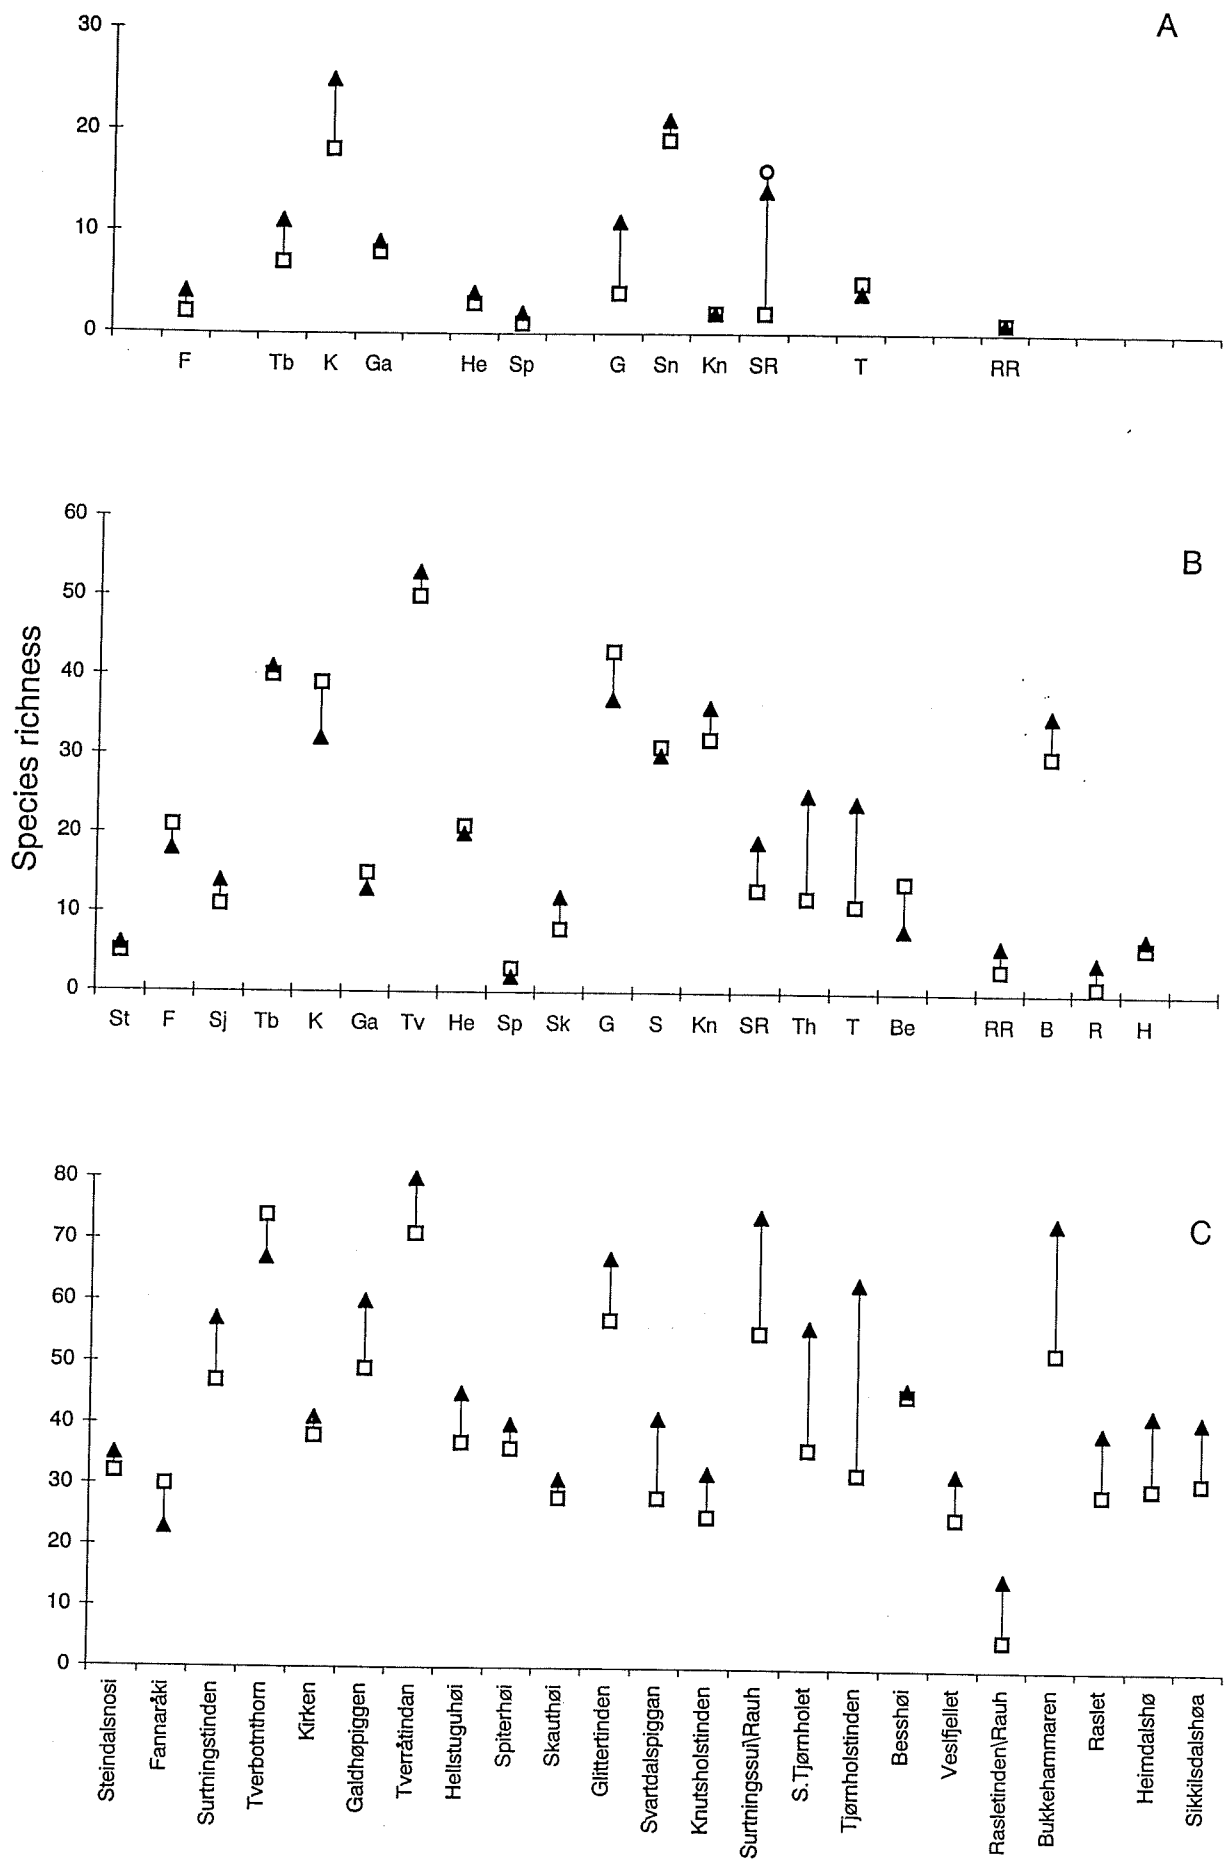 A
30
20
10
0
F Tb K Ga He Sp G Sn Kn SR T RR
Species richness
B
60
50
40
30
20
10
0
St F Sj Tb K Ga Tv He Sp Sk G S Kn SR Th T Be RR B R H
C
80
70
60
50
40
30
20
10
0
Steindalsnosi
Fannaråki
Surtningstinden
Tverbotnthorn
Kirken
Galdhøpiggen
Tverråtindan
Hellstuguhøi
Spiterhøi
Skauthøi
Glittertinden
Svartdalspiggan
Knutsholstinden
Surtningssui\Rauh
S.Tjørnholet
Tjørnholstinden
Besshøi
Veslfjellet
Rasletinden\Rauh
Bukkehammaren
Raslet
Heimdalshø
Sikkilsdalshøa